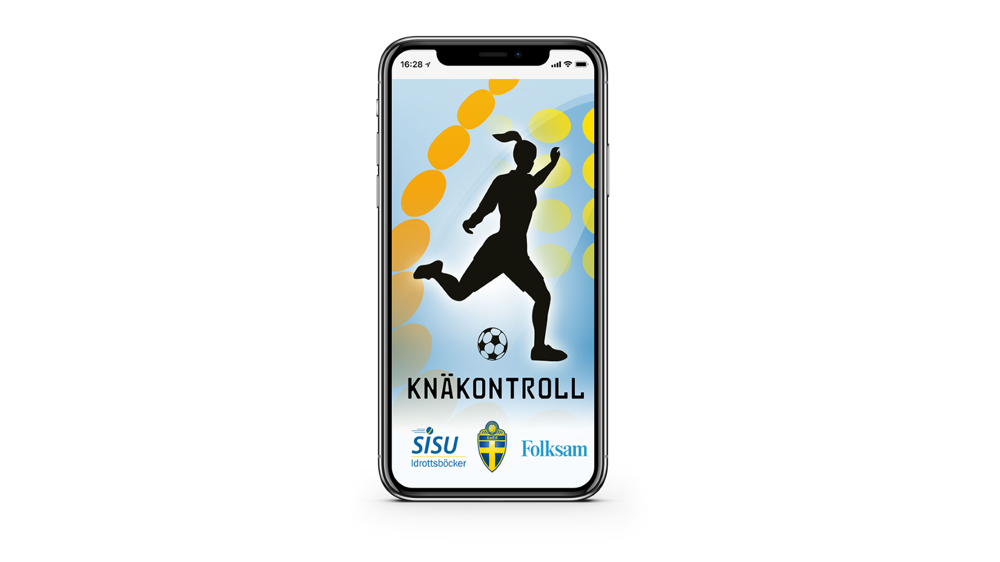 16:28
KNÄKONTROLL
SISU
Idrottsböcker
SvFF
Folksam